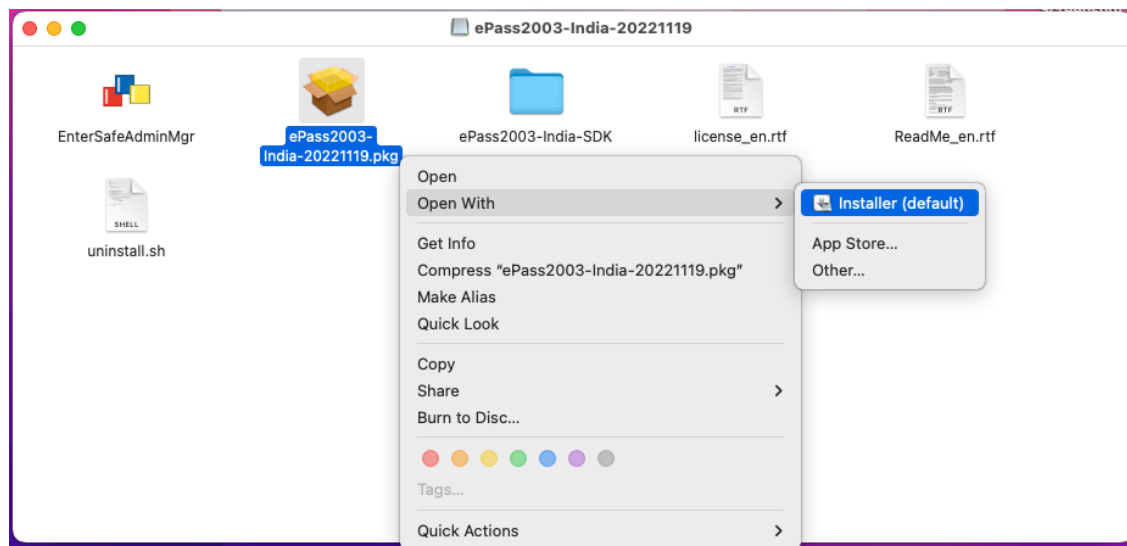 ePass2003-India-20221119
EnterSafeAdminMgr
ePass2003-
India-20221119.pkg
ePass2003-India-SDK
RTF
license_en.rtf
RTF
ReadMe_en.rtf
SHELL
uninstall.sh
Open
Open With
Get Info
Compress “ePass2003-India-20221119.pkg”
Make Alias
Quick Look
Copy
Share
Burn to Disc...
Tags...
Quick Actions
Installer (default)
App Store...
Other...